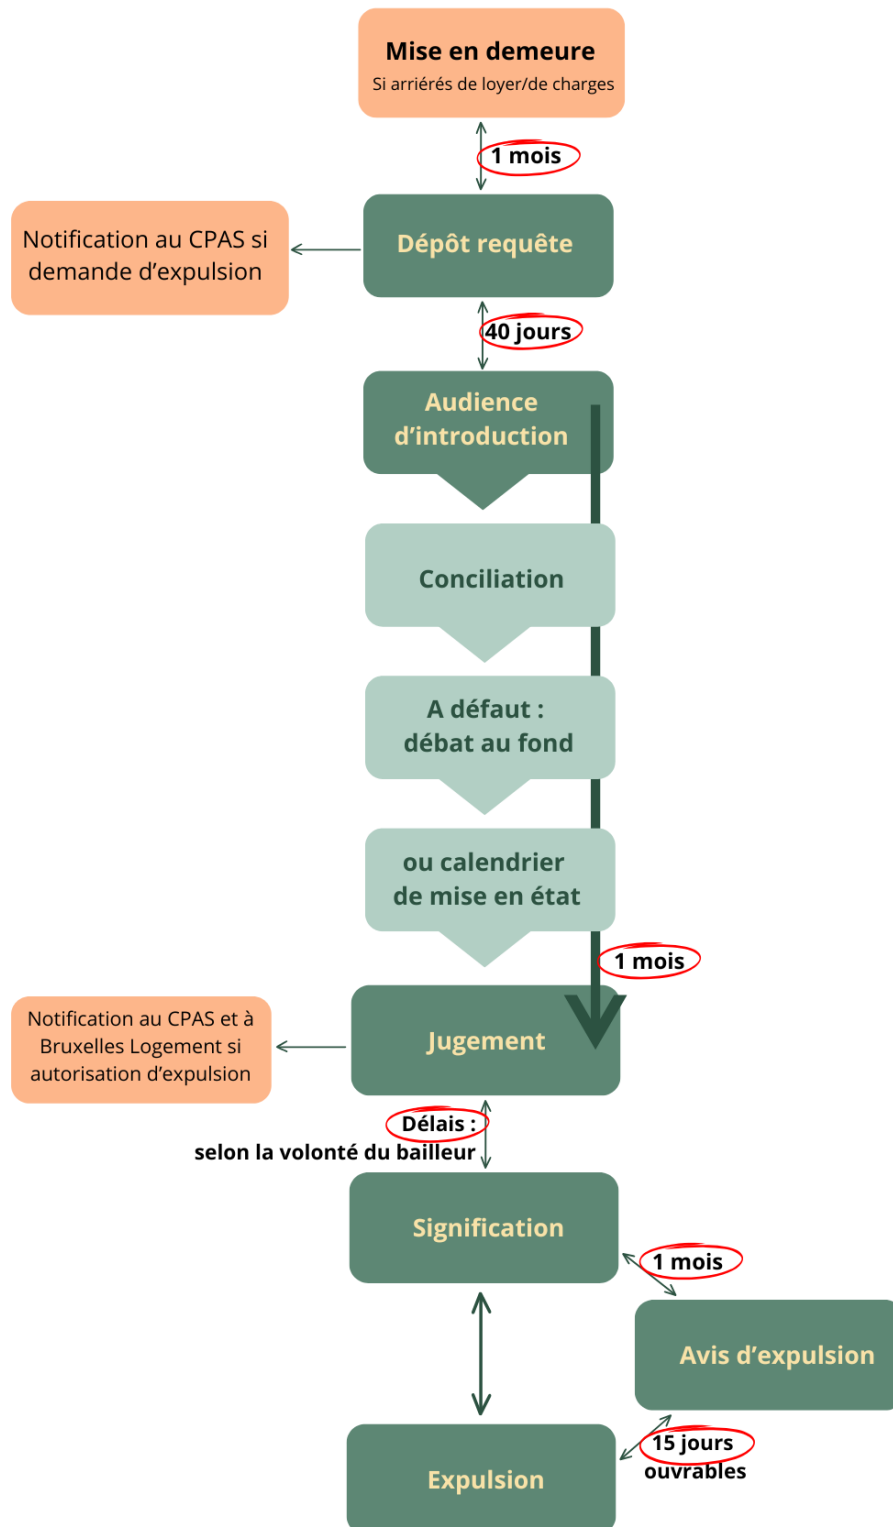 Mise en demeure
Si arriérés de loyer/de charges
1 mois
Notification au CPAS si
demande d’expulsion
Dépôt requête
40 jours
Audience
d’introduction
Conciliation
A défaut :
débat au fond
ou calendrier
de mise en état
1 mois
Notification au CPAS et à
Bruxelles Logement si
autorisation d’expulsion
Jugement
Délais :
selon la volonté du bailleur
Signification
1 mois
Avis d’expulsion
15 jours
ouvrables
Expulsion